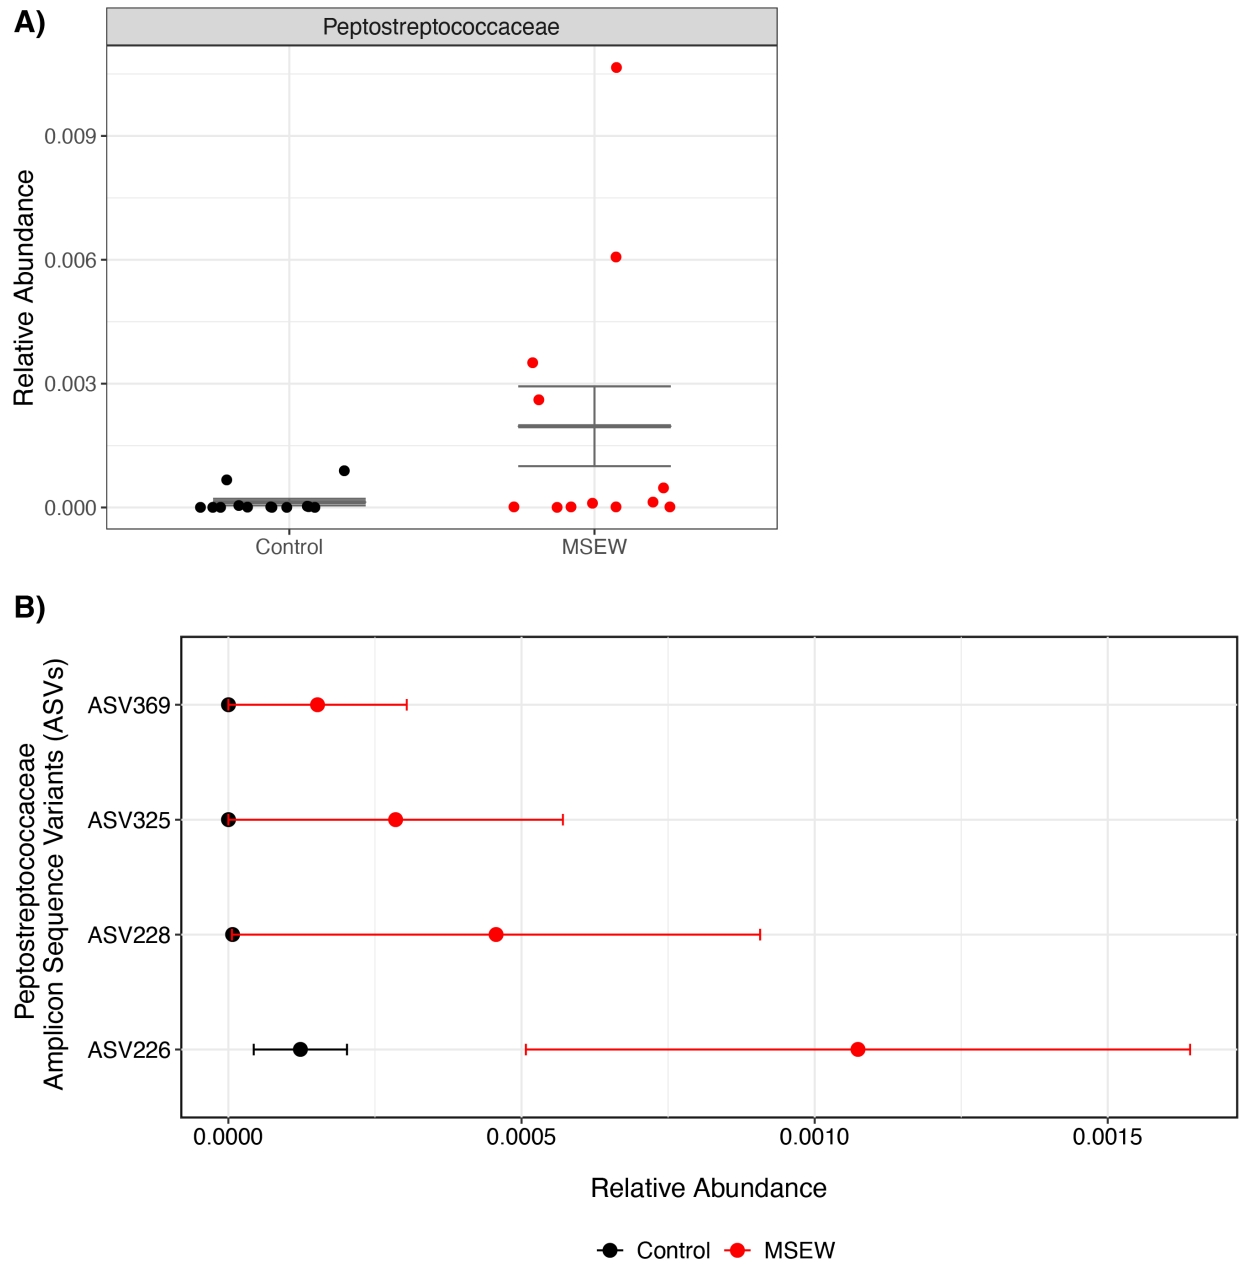 A)
Peptostreptococcaceae
Relative Abundance
0.009
0.006
0.003
0.000
Control
MSEW
B)
Peptostreptococcaceae
Amplicon Sequence Variants (ASVs)
ASV369
ASV325
ASV228
ASV226
0.0000
0.0005
0.0010
0.0015
Relative Abundance
Control
MSEW